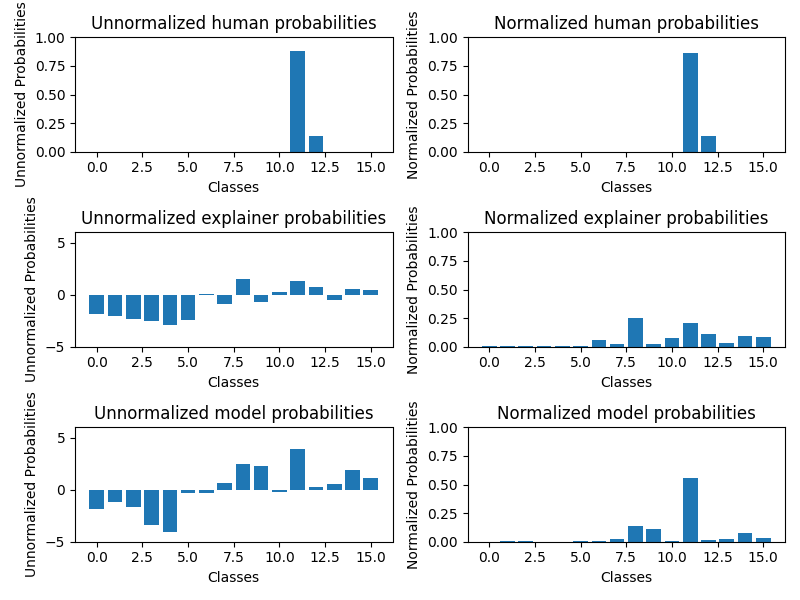 Unnormalized human probabilities
Unnormalized Probabilities
1.00
0.75
0.50
0.25
0.00
0.0 2.5 5.0 7.5 10.0 12.5 15.0
Classes
Normalized human probabilities
Normalized Probabilities
1.00
0.75
0.50
0.25
0.00
0.0 2.5 5.0 7.5 10.0 12.5 15.0
Classes
Unnormalized explainer probabilities
Unnormalized Probabilities
5
0
−5
0.0 2.5 5.0 7.5 10.0 12.5 15.0
Classes
Normalized explainer probabilities
Normalized Probabilities
1.00
0.75
0.50
0.25
0.00
0.0 2.5 5.0 7.5 10.0 12.5 15.0
Classes
Unnormalized model probabilities
Unnormalized Probabilities
5
0
−5
0.0 2.5 5.0 7.5 10.0 12.5 15.0
Classes
Normalized model probabilities
Normalized Probabilities
1.00
0.75
0.50
0.25
0.00
0.0 2.5 5.0 7.5 10.0 12.5 15.0
Classes